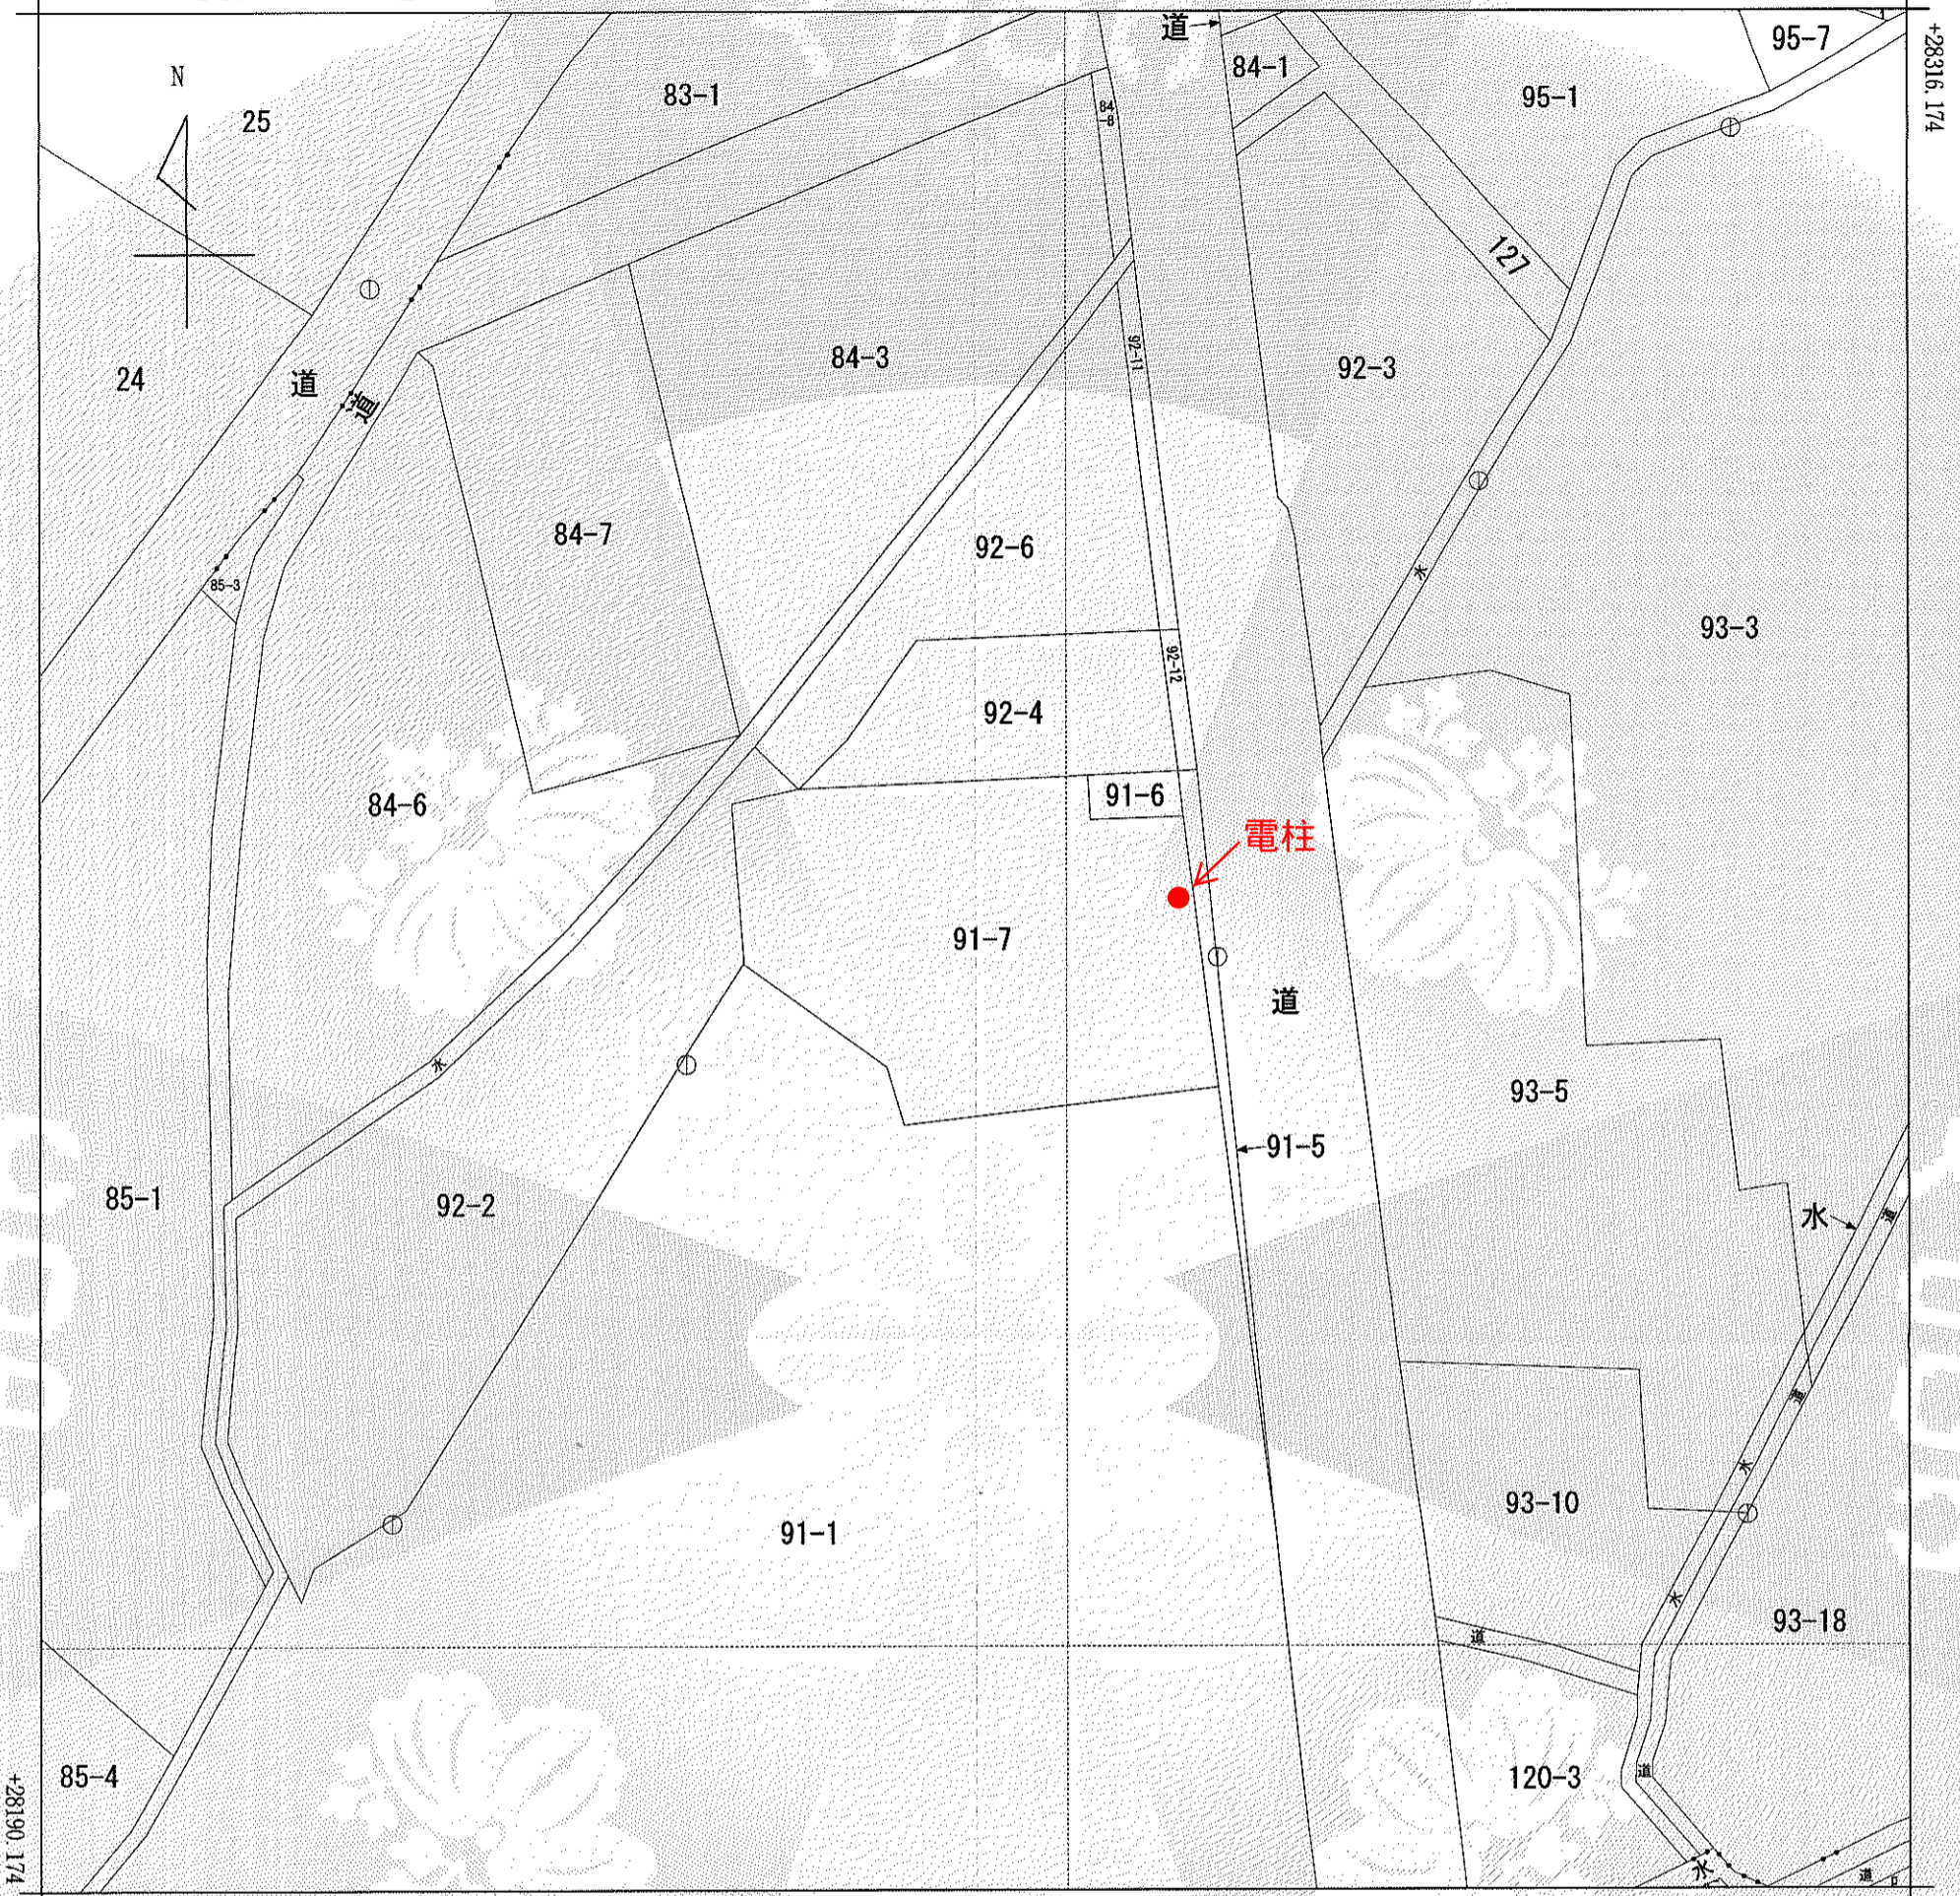 道
84-1
95-7
+28316.174
N
25
83-1
95-1
84
-8
127
24
道
道
84-3
92-11
92-3
84-7
92-6
水
85-3
93-3
92-12
92-4
84-6
91-6
電柱
91-7
道
水
93-5
91-5
85-1
92-2
水
道
道
水
93-10
91-1
水
93-18
道
85-4
120-3
道
+28190.174
水
道